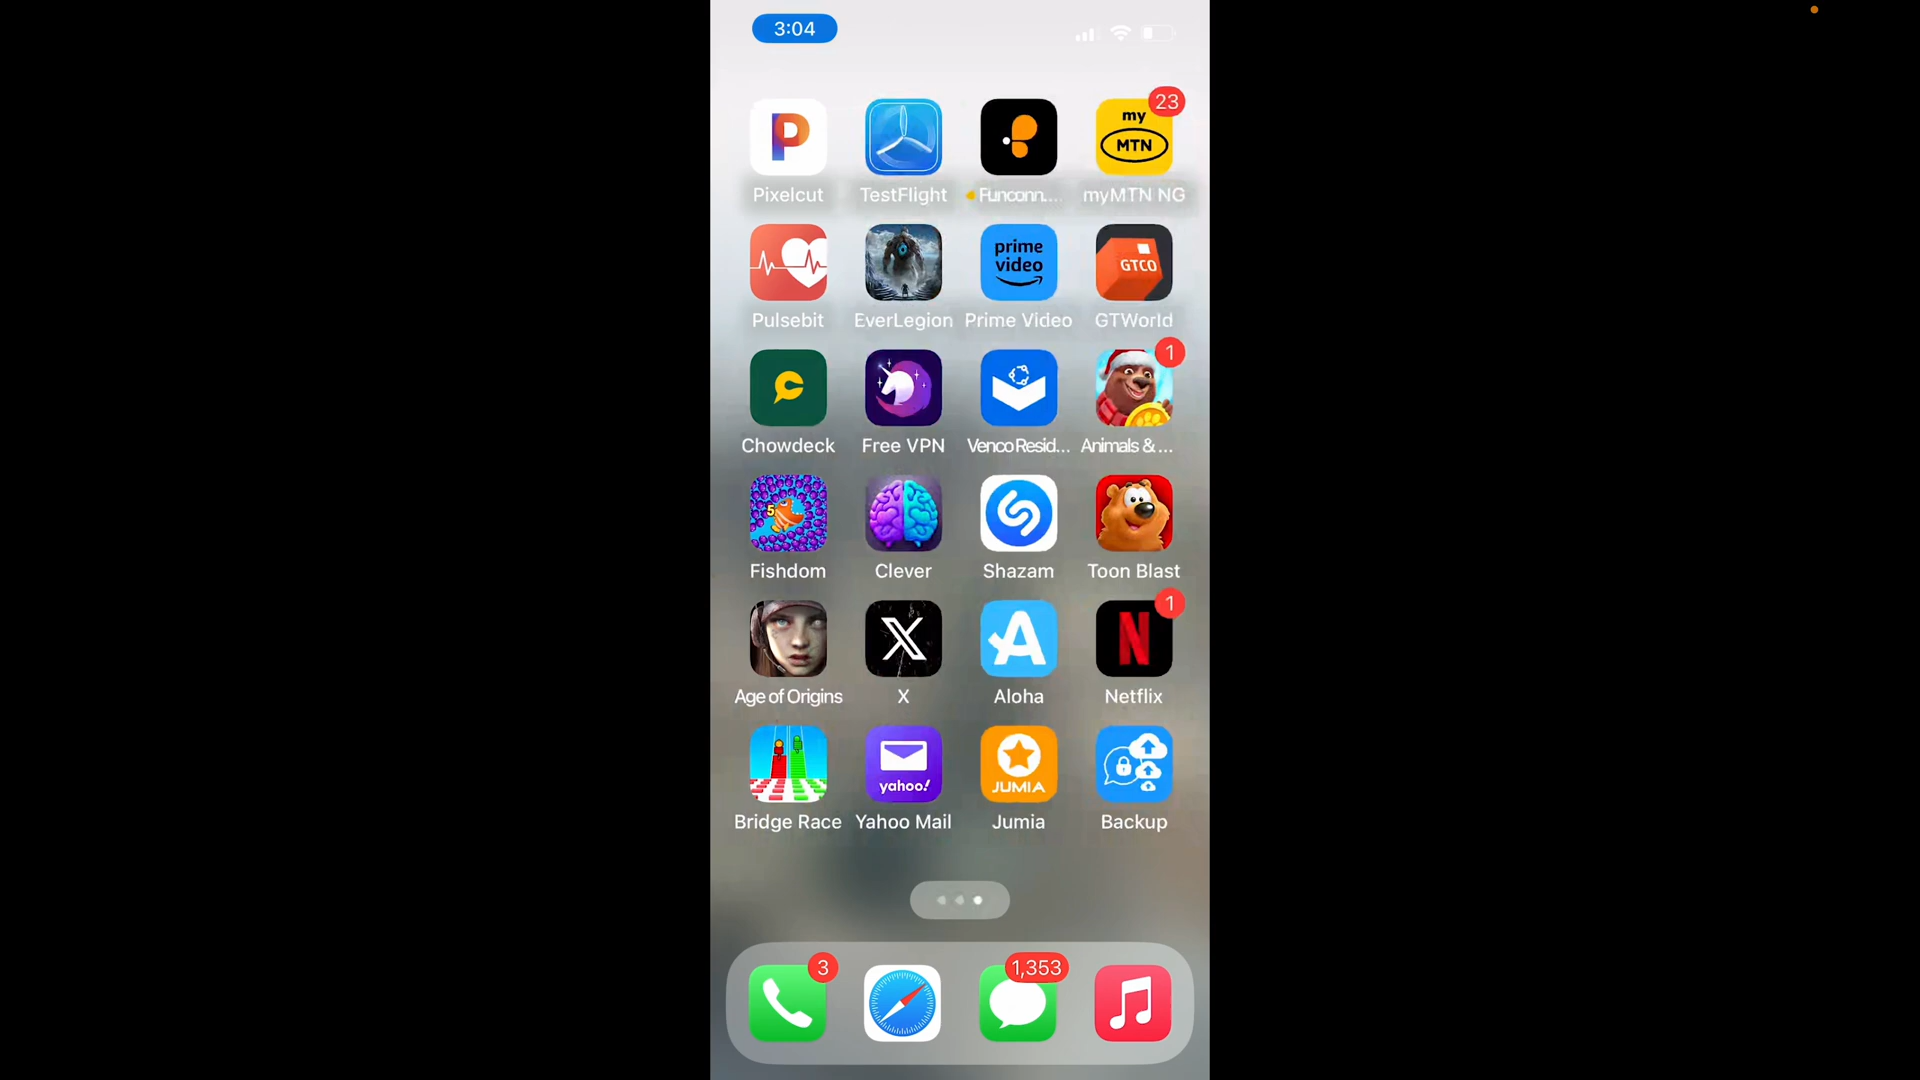 3:04
23
P
my
MTN
Pixelcut
TestFlight
Funconn....
myMTN NG
prime
video
GTCO
Pulsebit
EverLegion
Prime Video
GTWorld
1
Chowdeck
Free VPN
Venco Resid...
Animals & ...
5
Fishdom
Clever
Shazam
Toon Blast
1
X
A
N
Age of Origins
X
Aloha
Netflix
yahoo!
JUMIA
Bridge Race
Yahoo Mail
Jumia
Backup
3
1,353